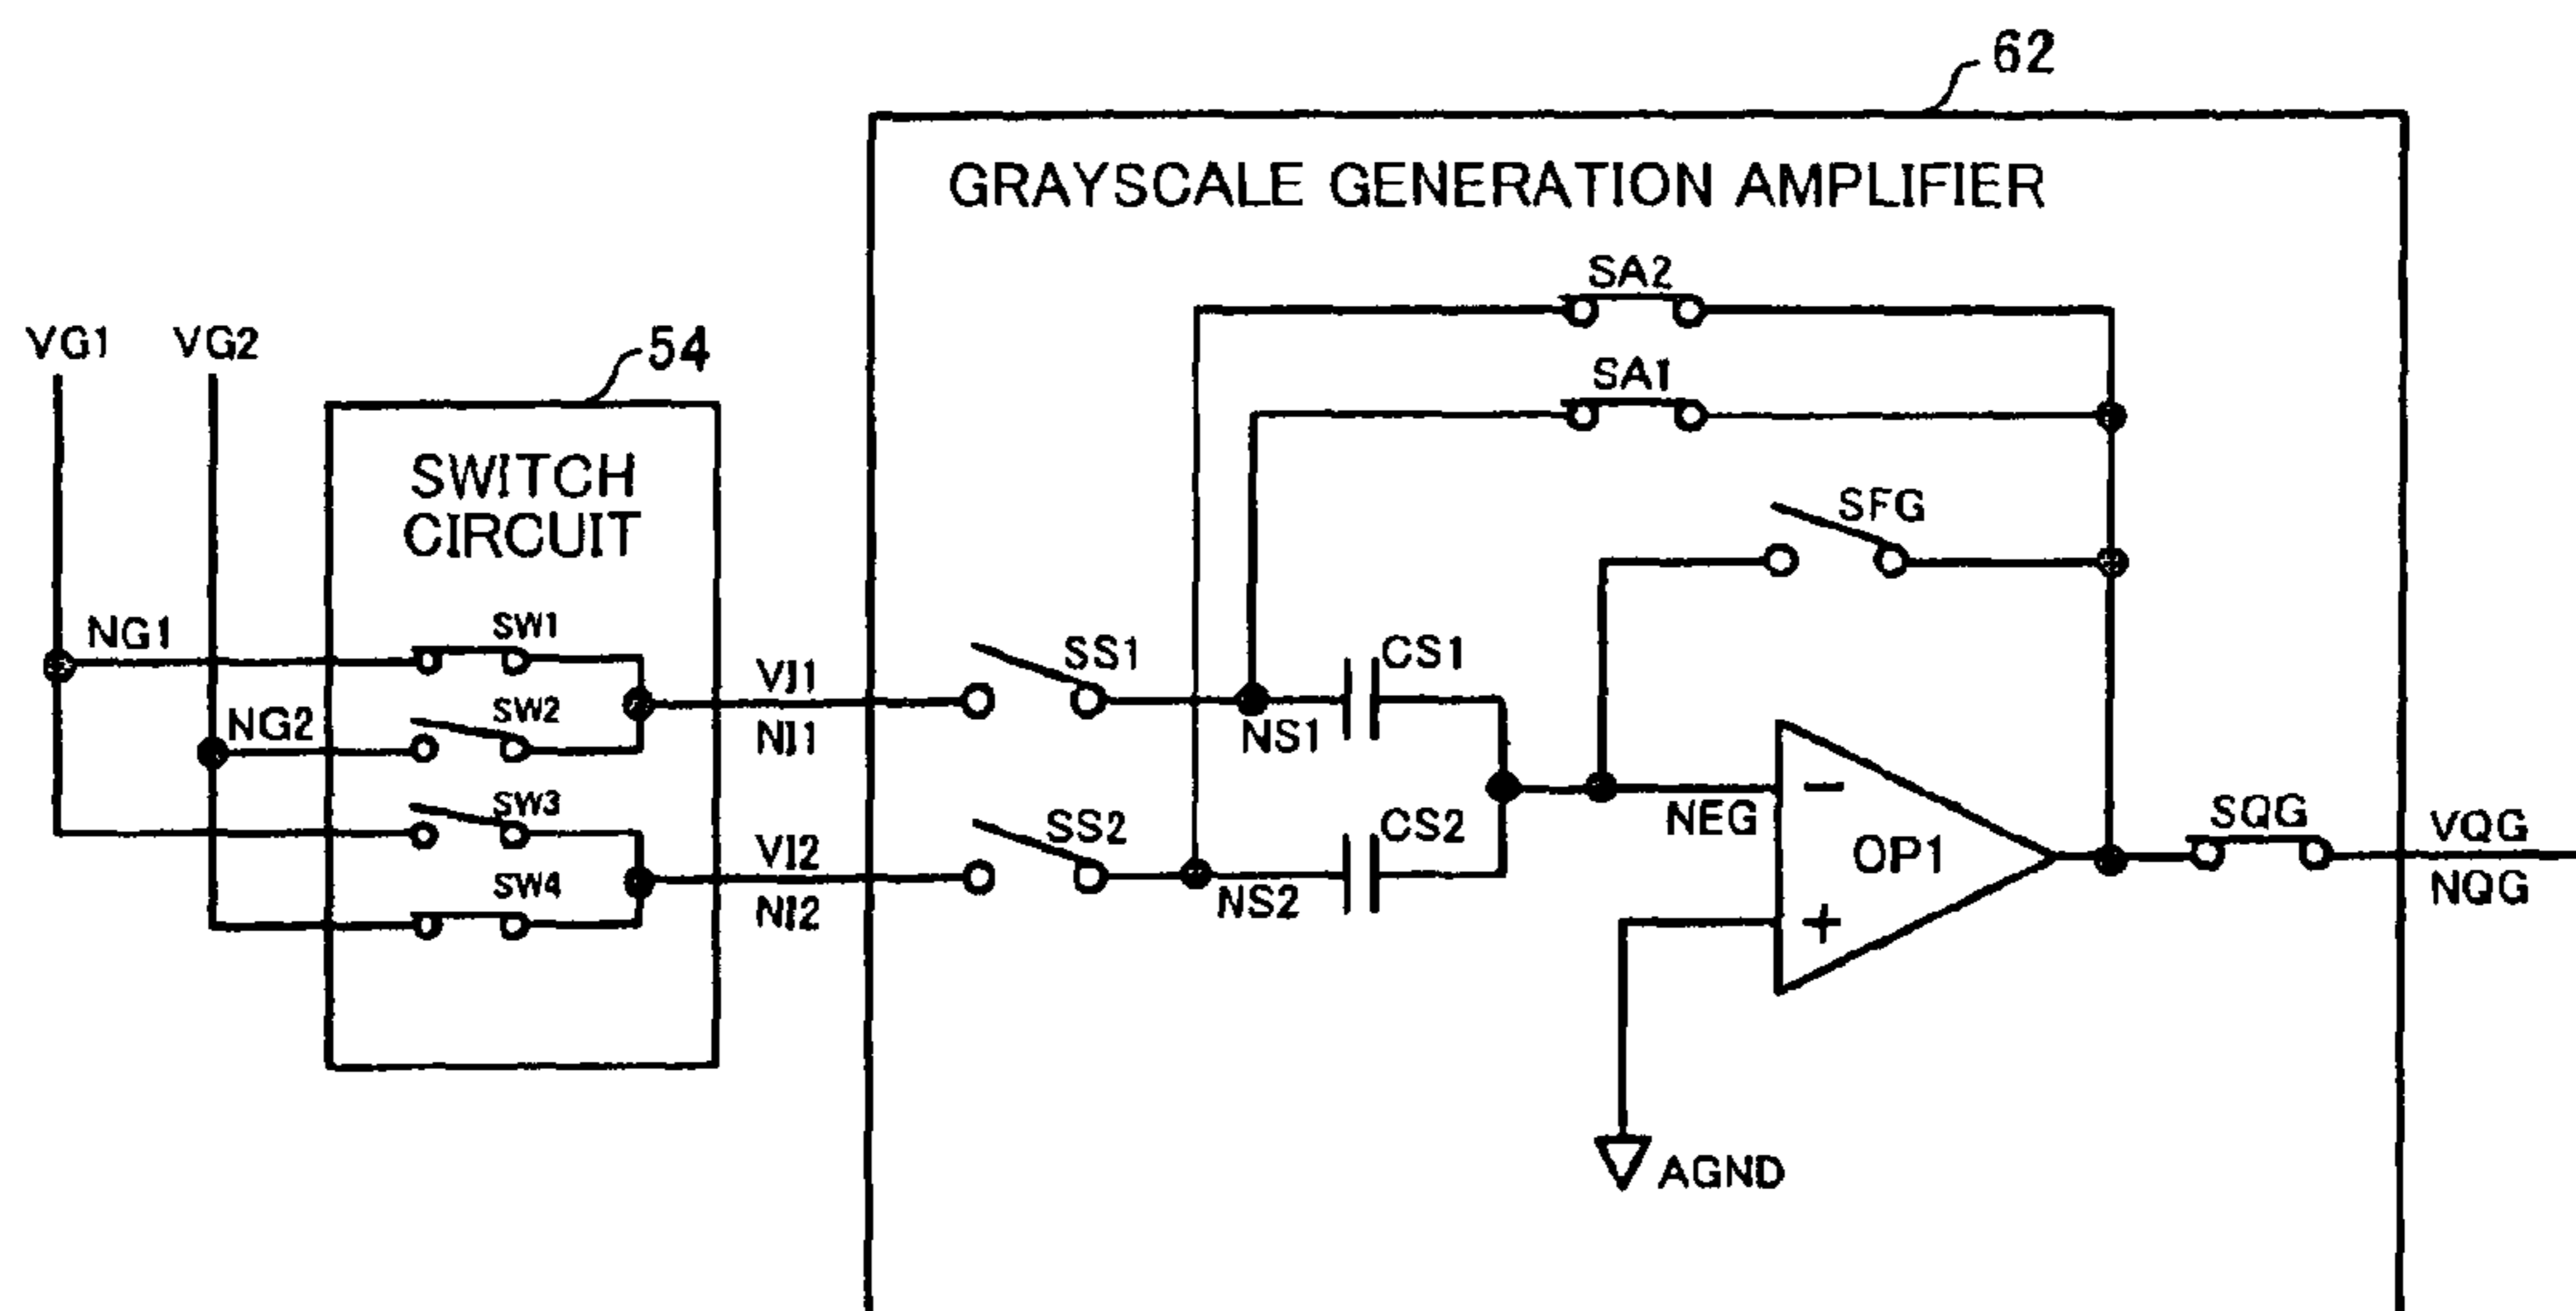 62
GRAYSCALE GENERATION AMPLIFIER
SA2
VG1
VG2
54
SA1
SWITCH
CIRCUIT
SFG
NG1
SW1
SS1
CS1
VI1
NG2
SW2
NI1
NS1
SW3
SS2
CS2
NEG
SQG
VQG
VI2
OP1
SW4
NI2
NS2
NQG
−
+
AGND